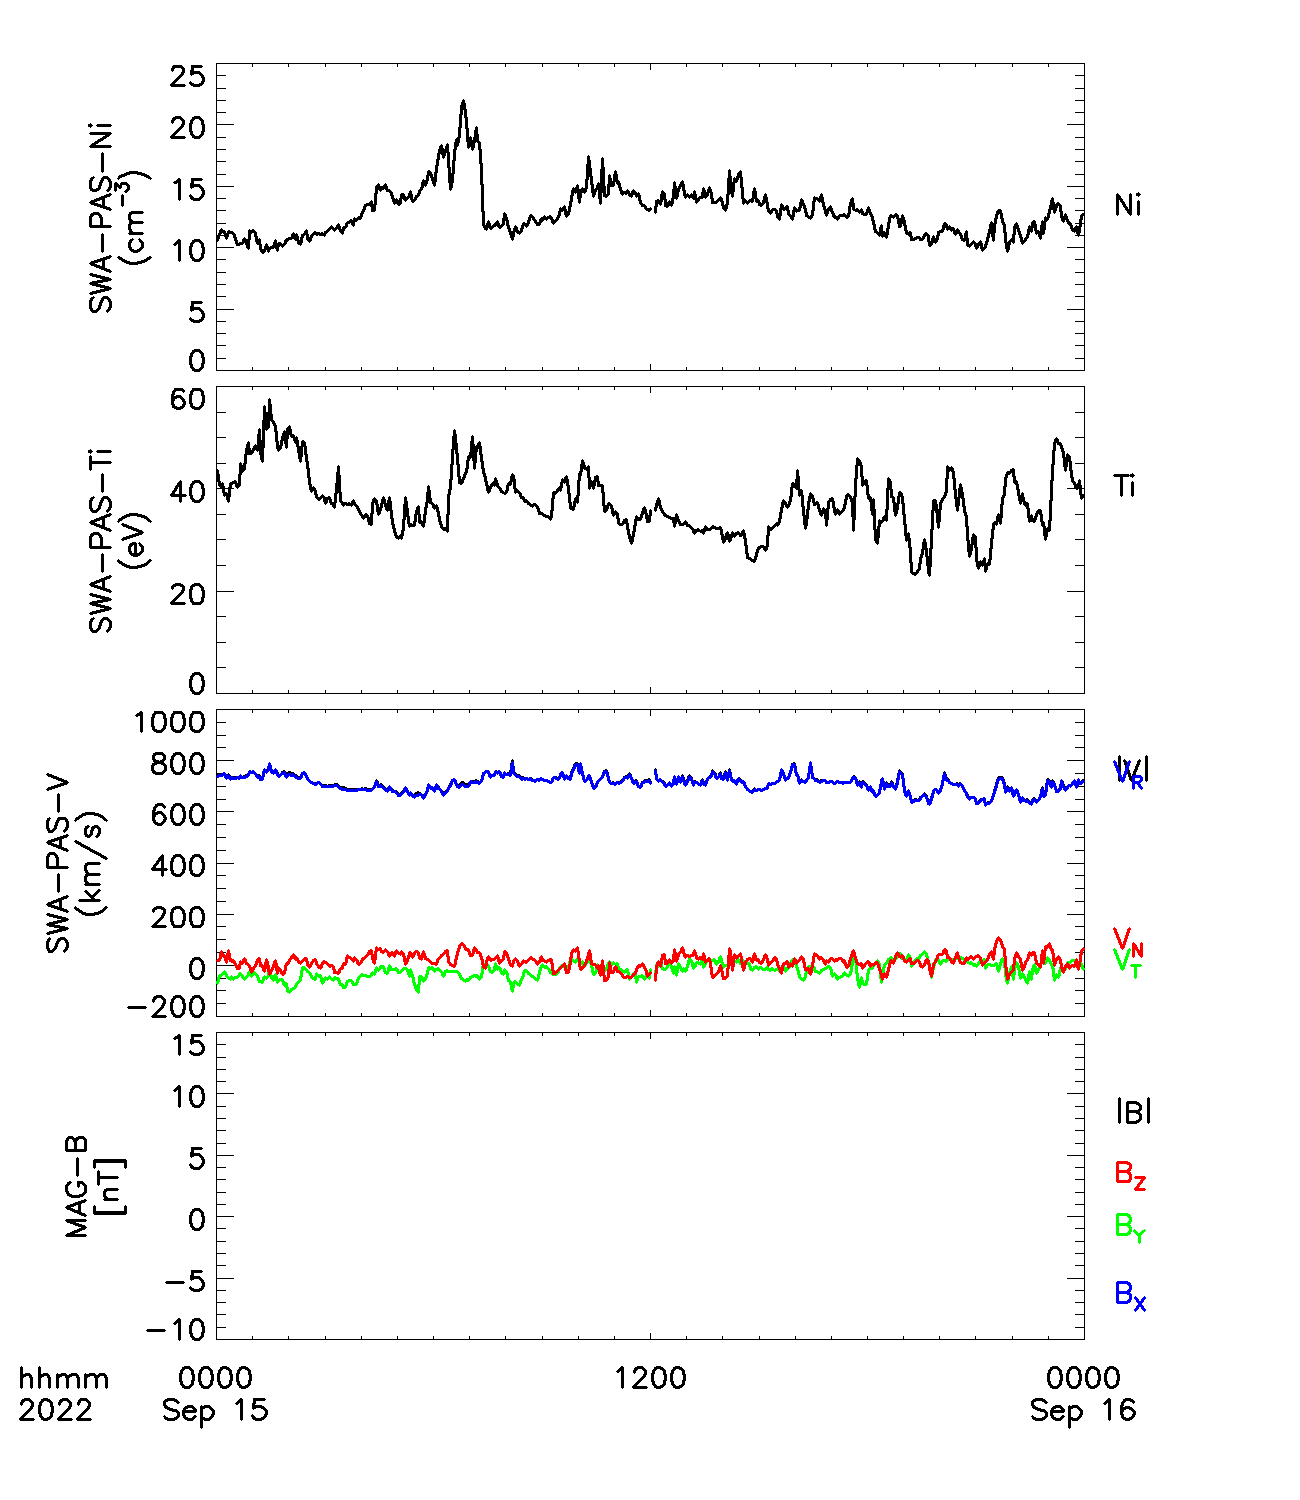 25
20
15
10
5
0
SWA-PAS-Ni
(cm⁻³)
Ni
60
40
20
0
SWA-PAS-Ti
(eV)
Ti
1000
800
600
400
200
0
-200
SWA-PAS-V
(km/s)
|V|
V_R
V_N
V_T
15
10
5
0
-5
-10
MAG-B
[nT]
|B|
B_Z
B_Y
B_X
hhmm 0000 1200 0000
2022 Sep 15 Sep 16